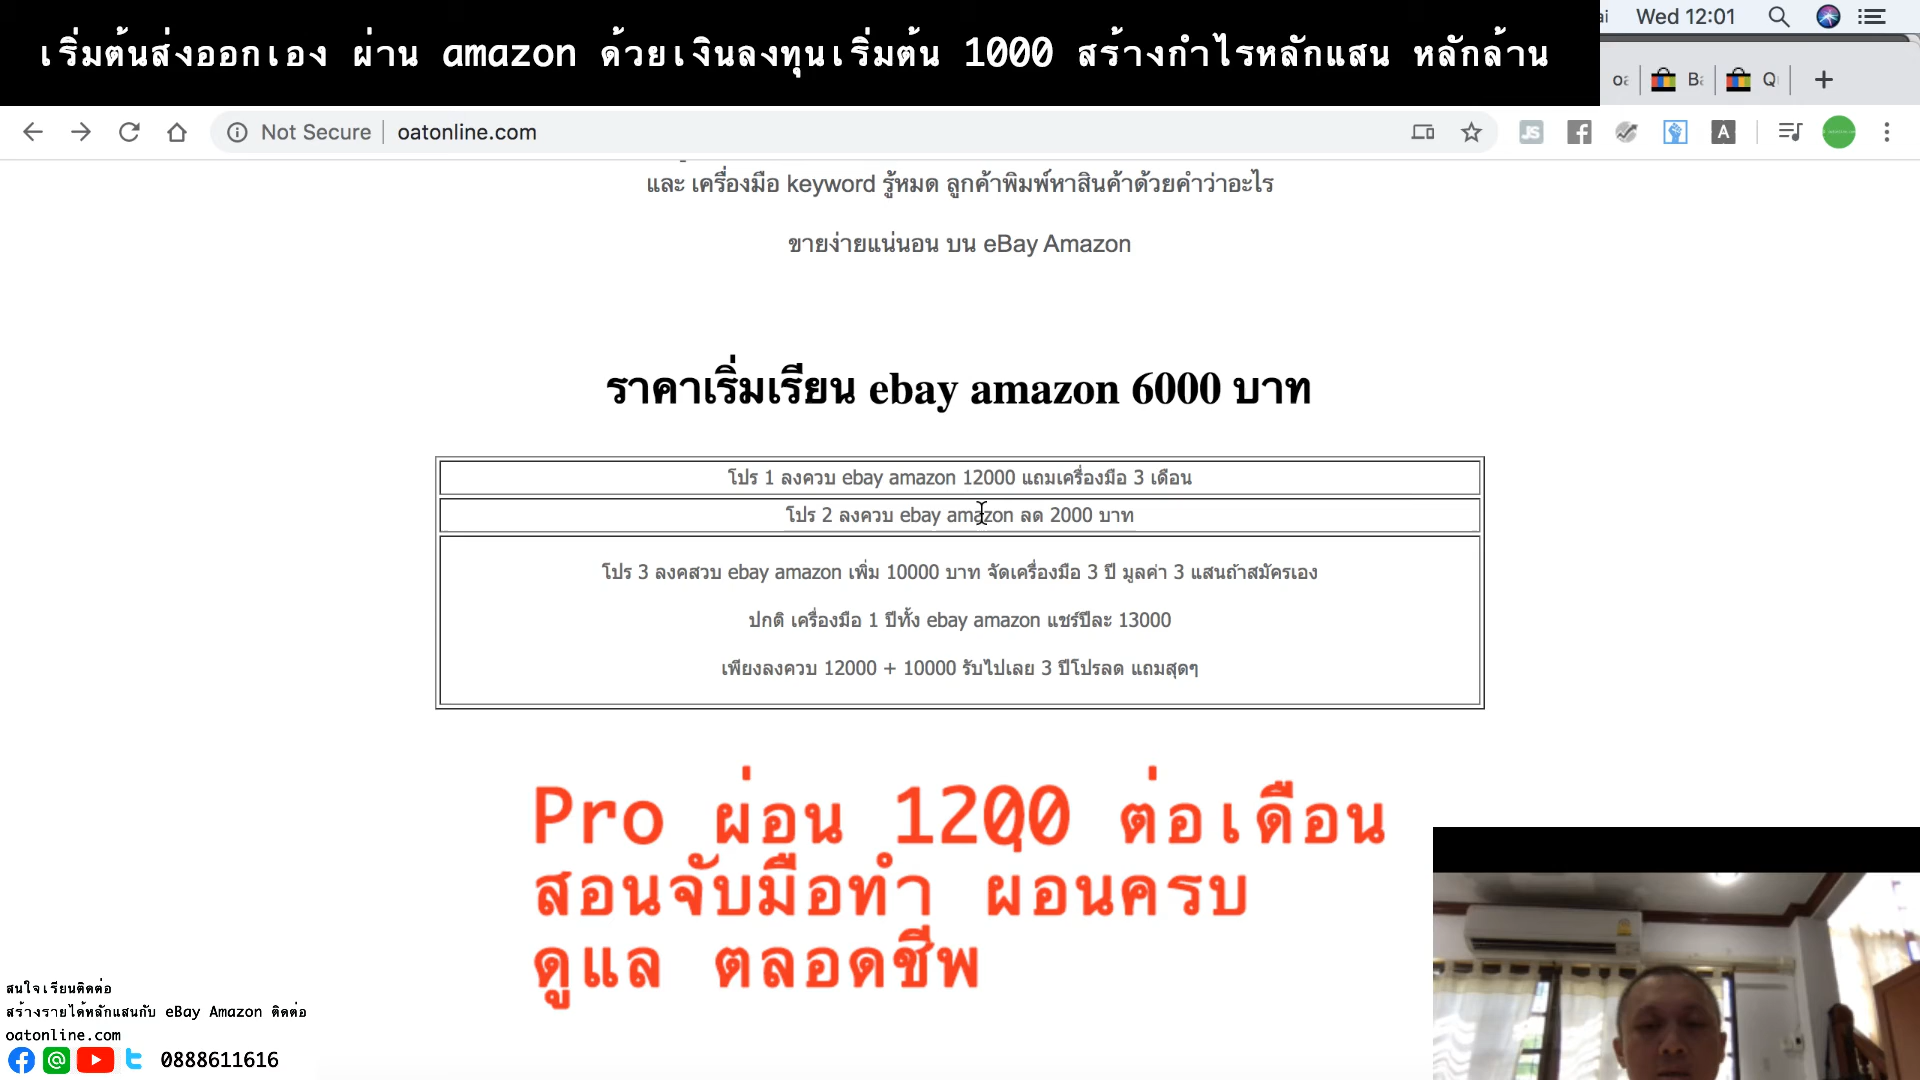 เริ่มต้นส่งออกเอง ผ่าน amazon ด้วยเงินลงทุนเริ่มต้น 1000 สร้างกำไรหลักแสน หลักล้าน
ai Wed 12:01
Not Secure oatonline.com
และ เครื่องมือ keyword รู้หมด ลูกค้าพิมพ์หาสินค้าด้วยคำว่าอะไร
ขายง่ายแน่นอน บน eBay Amazon
ราคาเริ่มเรียน ebay amazon 6000 บาท
โปร 1 ลงควบ ebay amazon 12000 แถมเครื่องมือ 3 เดือน
โปร 2 ลงควบ ebay amazon ลด 2000 บาท
โปร 3 ลงคสวบ ebay amazon เพิ่ม 10000 บาท จัดเครื่องมือ 3 ปี มูลค่า 3 แสนถ้าสมัครเอง
ปกติ เครื่องมือ 1 ปีทั้ง ebay amazon แชร์ปีละ 13000
เพียงลงควบ 12000 + 10000 รับไปเลย 3 ปีโปรลด แถมสุดๆ
Pro ผ่อน 1200 ต่อเดือน
สอนจับมือทำ ผอนครบ
ดูแล ตลอดชีพ
สนใจเรียนติดต่อ
สร้างรายได้หลักแสนกับ eBay Amazon ติดต่อ
oatonline.com
0888611616